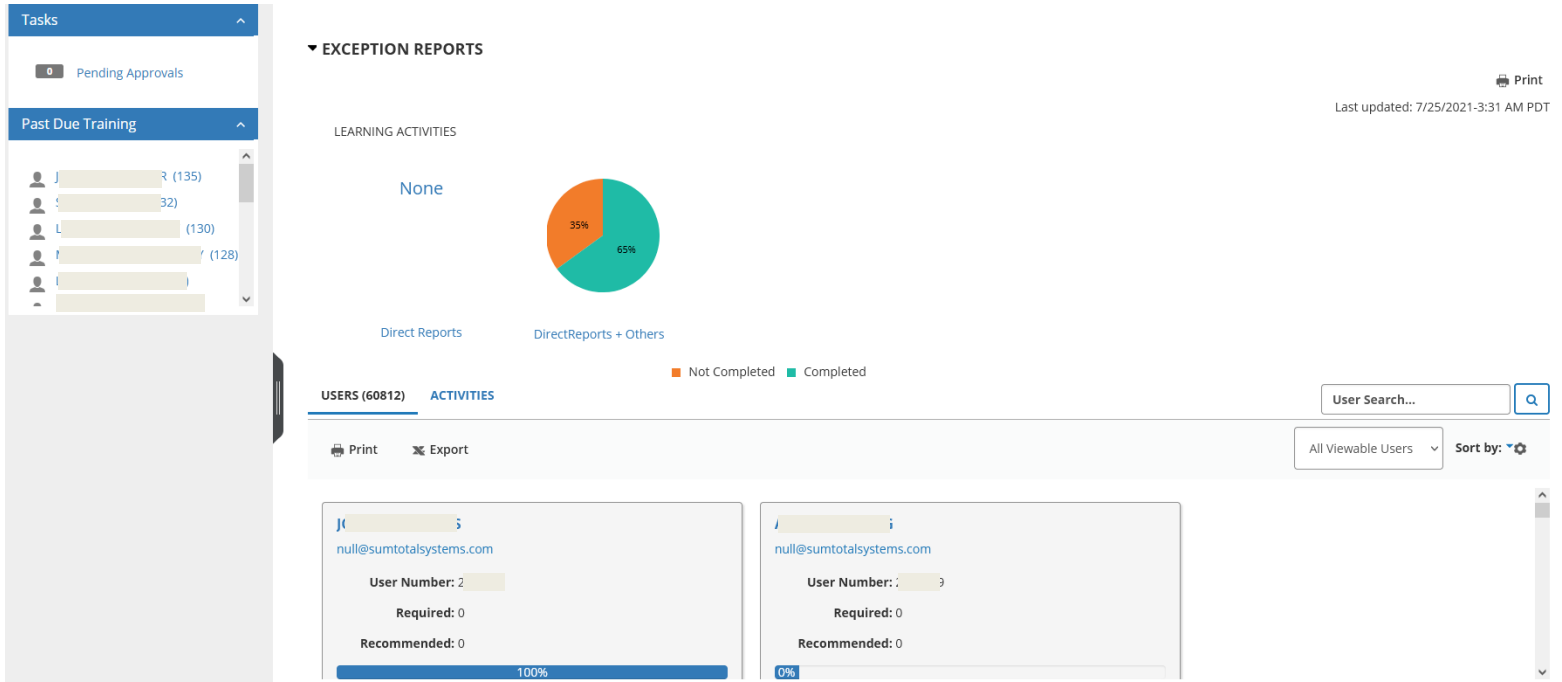 Tasks
0 Pending Approvals
Past Due Training
(135)
(130)
(128)
EXCEPTION REPORTS
Print
Last updated: 7/25/2021-3:31 AM PDT
LEARNING ACTIVITIES
None
35%
65%
Direct Reports
DirectReports + Others
Not Completed Completed
USERS (60812) ACTIVITIES
User Search...
Print Export
All Viewable Users Sort by:
null@sumtotalsystems.com
User Number:
Required: 0
Recommended: 0
100%
null@sumtotalsystems.com
User Number:
Required: 0
Recommended: 0
0%